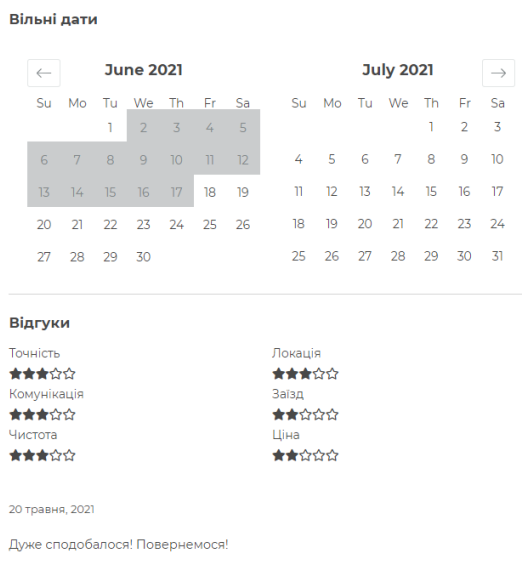 Вільні дати
June 2021 July 2021
Su Mo Tu We Th Fr Sa Su Mo Tu We Th Fr Sa
1 2 3 4 5 1 2 3
6 7 8 9 10 11 12 4 5 6 7 8 9 10
13 14 15 16 17 18 19 11 12 13 14 15 16 17
20 21 22 23 24 25 26 18 19 20 21 22 23 24
27 28 29 30 25 26 27 28 29 30 31
Відгуки
Точність Локація
Комунікація Заїзд
Чистота Ціна
20 травня, 2021
Дуже сподобалося! Повернемося!